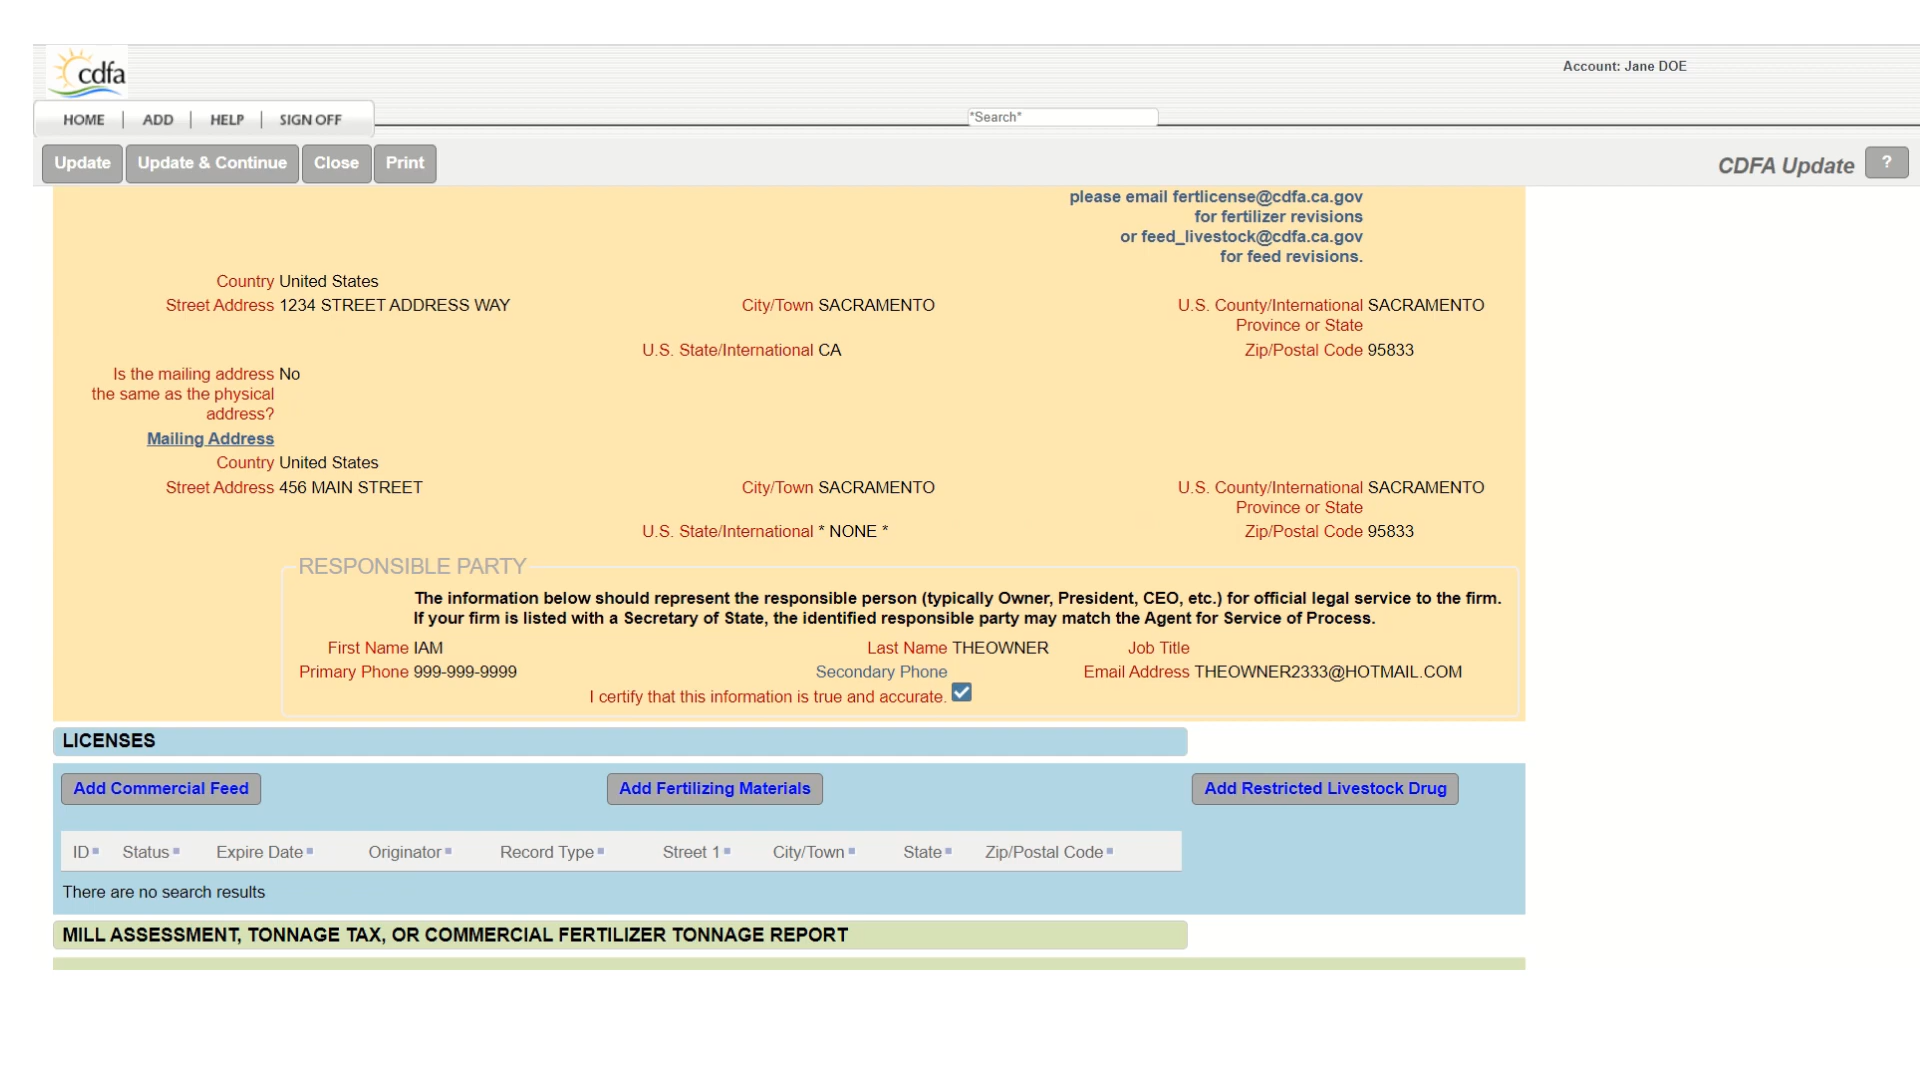 cdfa
Account: Jane DOE
HOME | ADD | HELP | SIGN OFF
*Search*
Update Update & Continue Close Print
CDFA Update ?
please email fertlicense@cdfa.ca.gov
for fertilizer revisions
or feed_livestock@cdfa.ca.gov
for feed revisions.
Country United States
Street Address 1234 STREET ADDRESS WAY City/Town SACRAMENTO U.S. County/International SACRAMENTO
Province or State
U.S. State/International CA Zip/Postal Code 95833
Is the mailing address No
the same as the physical
address?
Mailing Address
Country United States
Street Address 456 MAIN STREET City/Town SACRAMENTO U.S. County/International SACRAMENTO
Province or State
U.S. State/International * NONE * Zip/Postal Code 95833
RESPONSIBLE PARTY
The information below should represent the responsible person (typically Owner, President, CEO, etc.) for official legal service to the firm.
If your firm is listed with a Secretary of State, the identified responsible party may match the Agent for Service of Process.
First Name IAM Last Name THEOWNER Job Title
Primary Phone 999-999-9999 Secondary Phone Email Address THEOWNER2333@HOTMAIL.COM
I certify that this information is true and accurate.
LICENSES
Add Commercial Feed Add Fertilizing Materials Add Restricted Livestock Drug
ID Status Expire Date Originator Record Type Street 1 City/Town State Zip/Postal Code
There are no search results
MILL ASSESSMENT, TONNAGE TAX, OR COMMERCIAL FERTILIZER TONNAGE REPORT